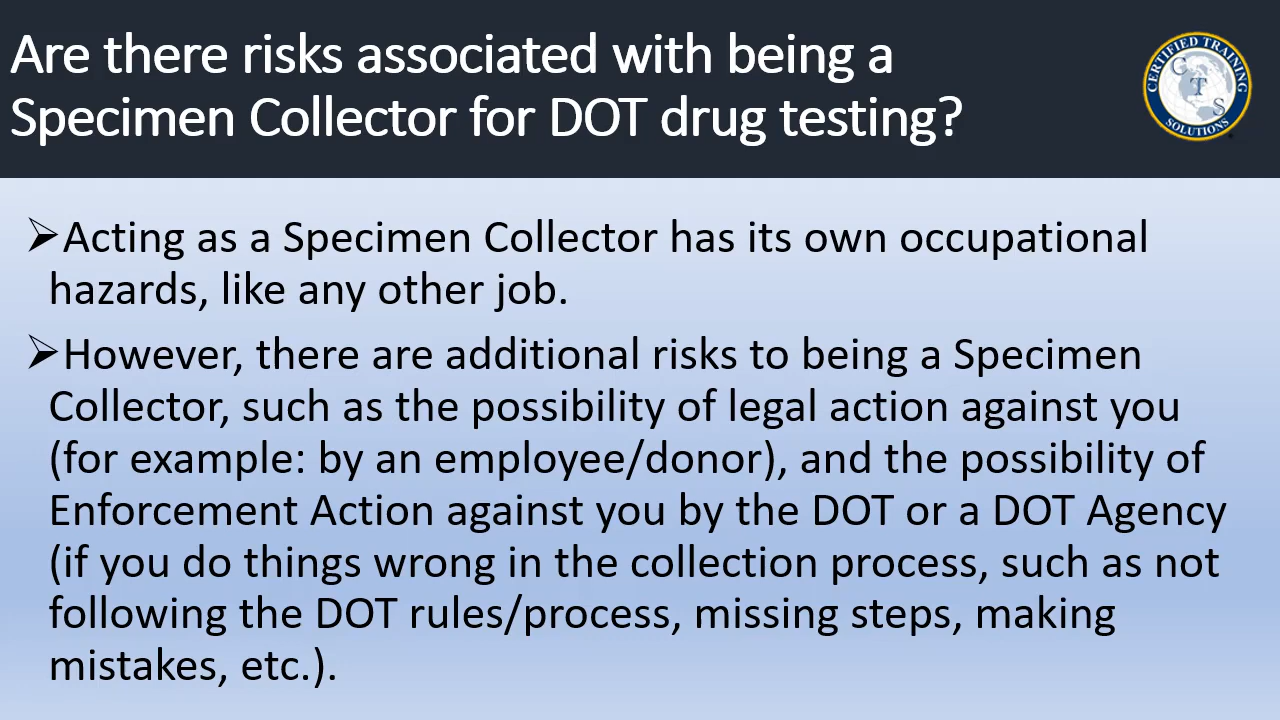 Are there risks associated with being a
Specimen Collector for DOT drug testing?
CERTIFIED TRAINING
C T S
SOLUTIONS
➢Acting as a Specimen Collector has its own occupational
hazards, like any other job.
➢However, there are additional risks to being a Specimen
Collector, such as the possibility of legal action against you
(for example: by an employee/donor), and the possibility of
Enforcement Action against you by the DOT or a DOT Agency
(if you do things wrong in the collection process, such as not
following the DOT rules/process, missing steps, making
mistakes, etc.).